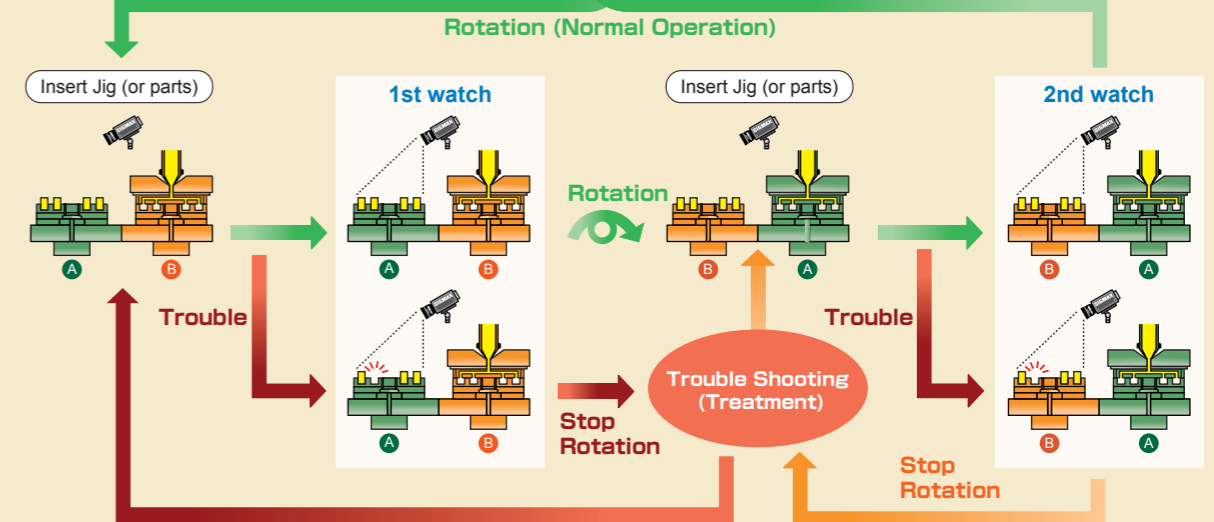 Rotation (Normal Operation)
Insert Jig (or parts)
1st watch
Insert Jig (or parts)
2nd watch
Rotation
A
B
A
B
B
A
B
A
Trouble
Trouble
Trouble Shooting
(Treatment)
Stop
Rotation
A
B
B
A
Stop
Rotation